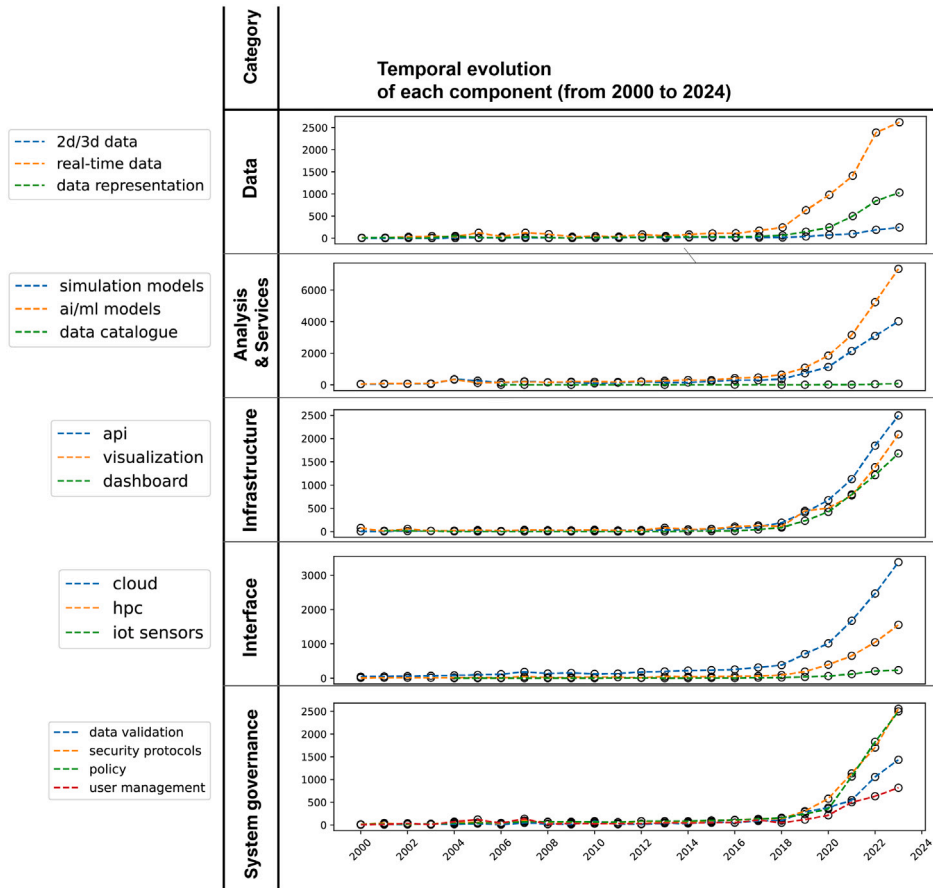 Category
Temporal evolution
of each component (from 2000 to 2024)
2d/3d data
real-time data
data representation
Data
2500
2000
1500
1000
500
0
simulation models
ai/ml models
data catalogue
Analysis
& Services
6000
4000
2000
0
api
visualization
dashboard
Infrastructure
2500
2000
1500
1000
500
0
cloud
hpc
iot sensors
Interface
3000
2000
1000
0
data validation
security protocols
policy
user management
System governance
2500
2000
1500
1000
500
0
2000
2002
2004
2006
2008
2010
2012
2014
2016
2018
2020
2022
2024